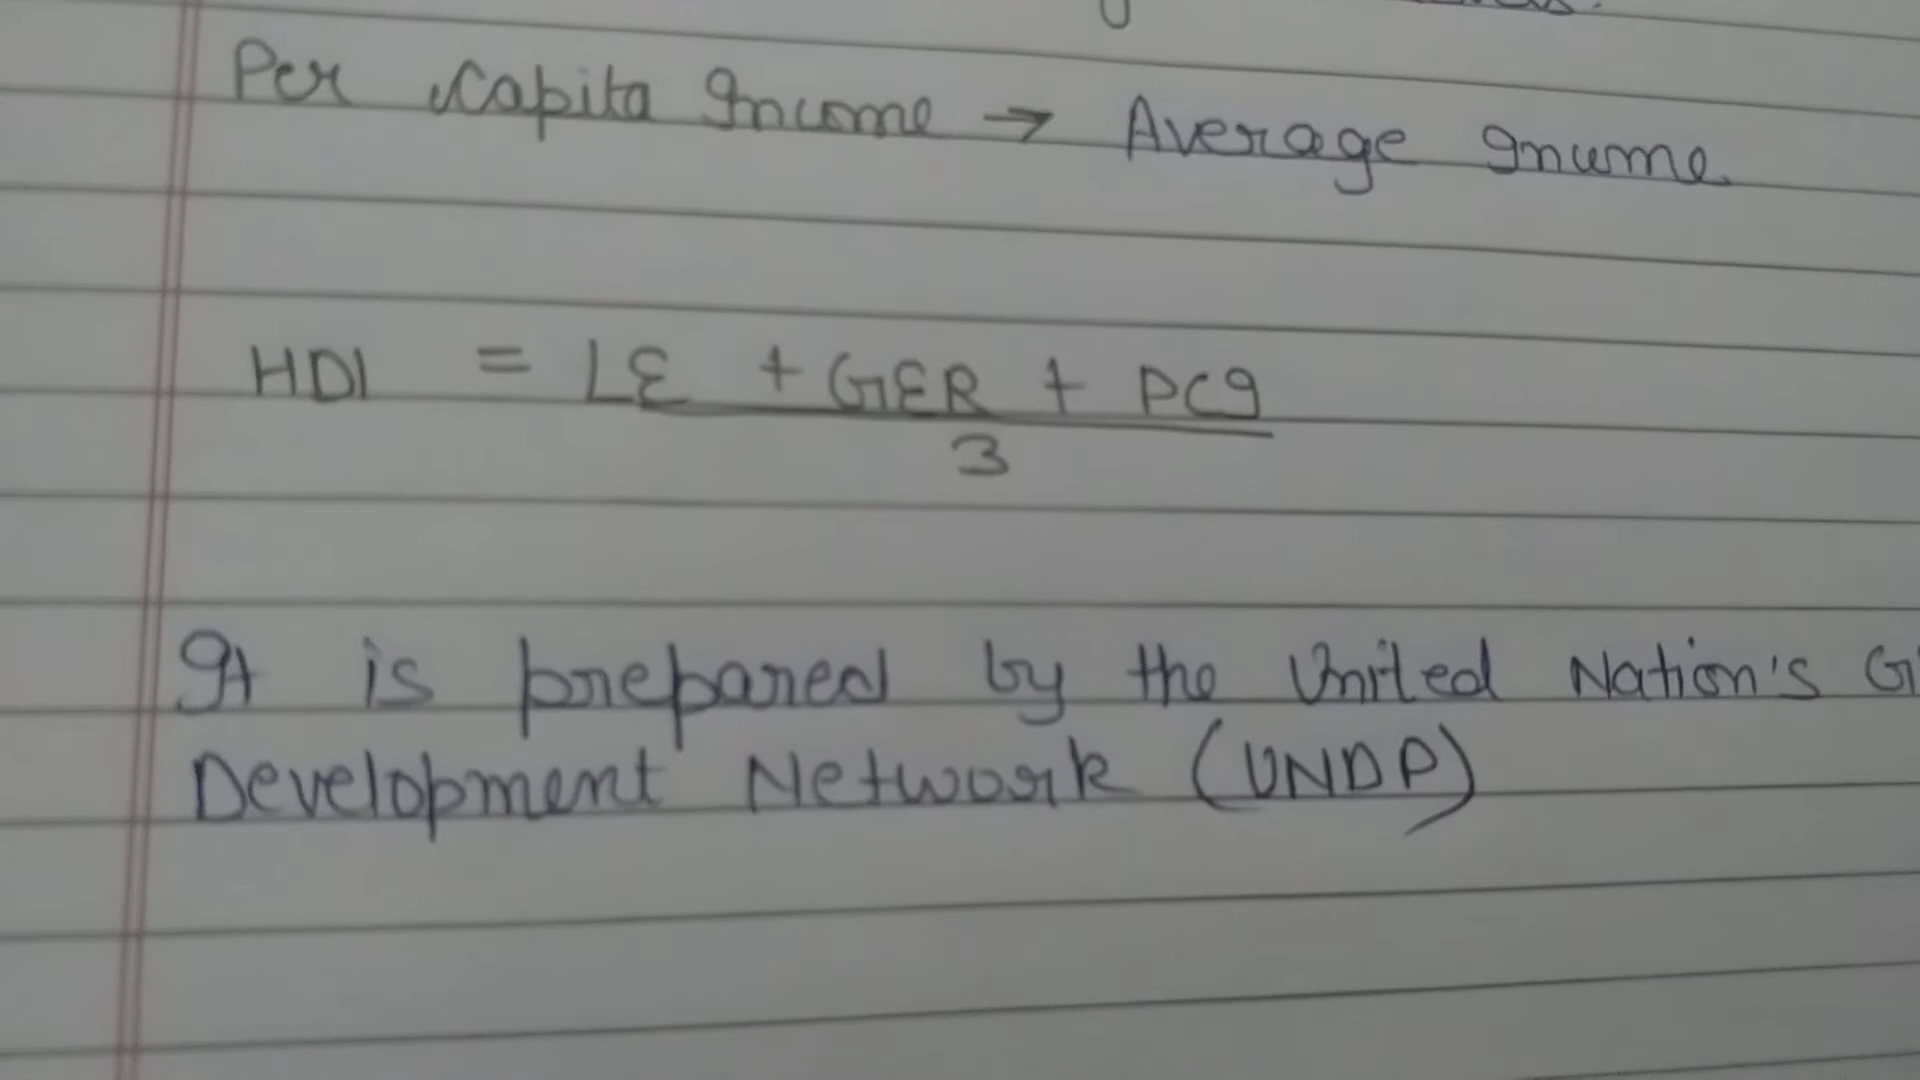 Per Capita Income → Average Income
HDI = LE + GER + PCI
3
It is prepared by the United Nation's
Development Network (UNDP)